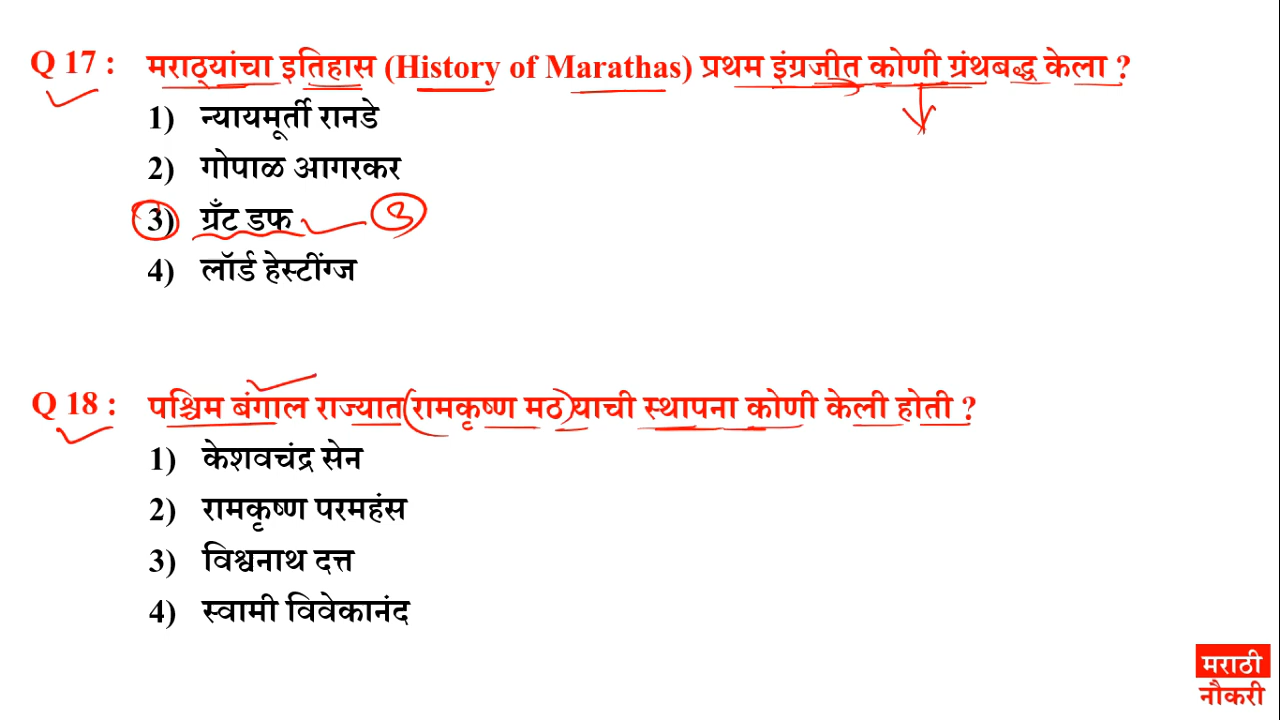 Q 17 : मराठ्यांचा इतिहास (History of Marathas) प्रथम इंग्रजीत कोणी ग्रंथबद्ध केला ?
1) न्यायमूर्ती रानडे
2) गोपाळ आगरकर
3) ग्रँट डफ 3
4) लॉर्ड हेस्टींग्ज
Q 18 : पश्चिम बंगाल राज्यात (रामकृष्ण मठ) याची स्थापना कोणी केली होती ?
1) केशवचंद्र सेन
2) रामकृष्ण परमहंस
3) विश्वनाथ दत्त
4) स्वामी विवेकानंद
मराठी
नौकरी